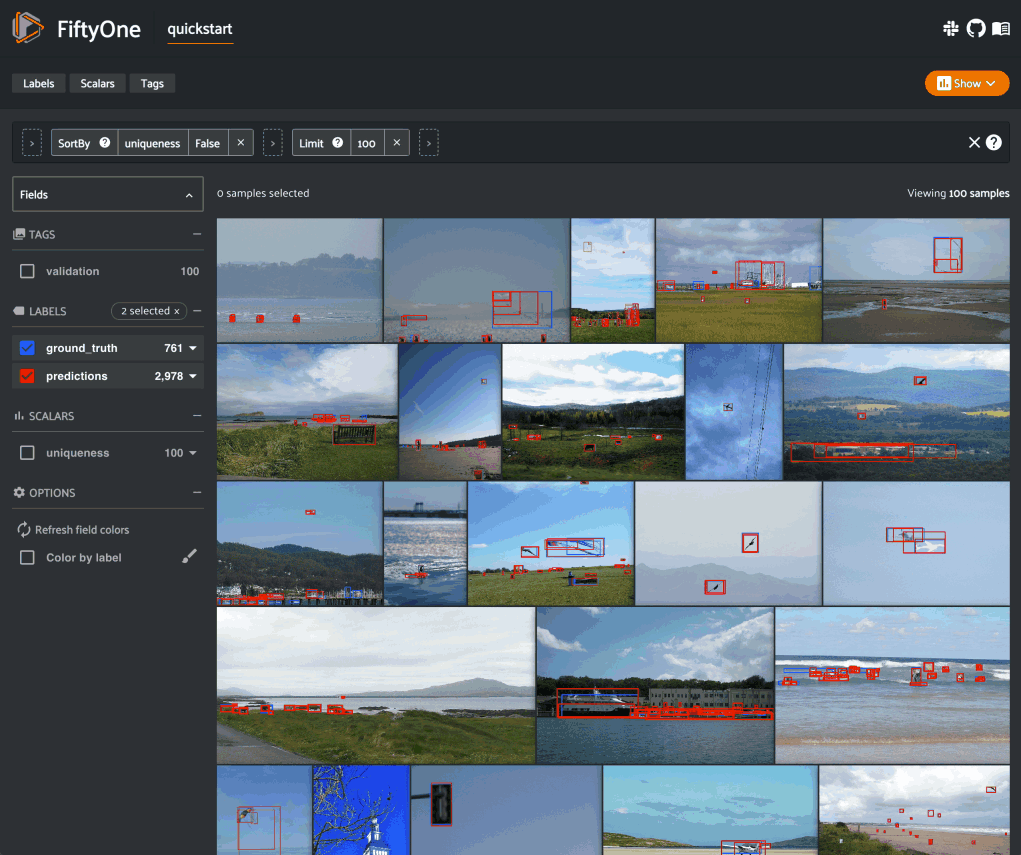 FiftyOne quickstart
Labels Scalars Tags Show
SortBy ? uniqueness False × Limit ? 100 ×
Fields 0 samples selected Viewing 100 samples
TAGS
validation 100
LABELS 2 selected ×
ground_truth 761
predictions 2,978
SCALARS
uniqueness 100
OPTIONS
Refresh field colors
Color by label